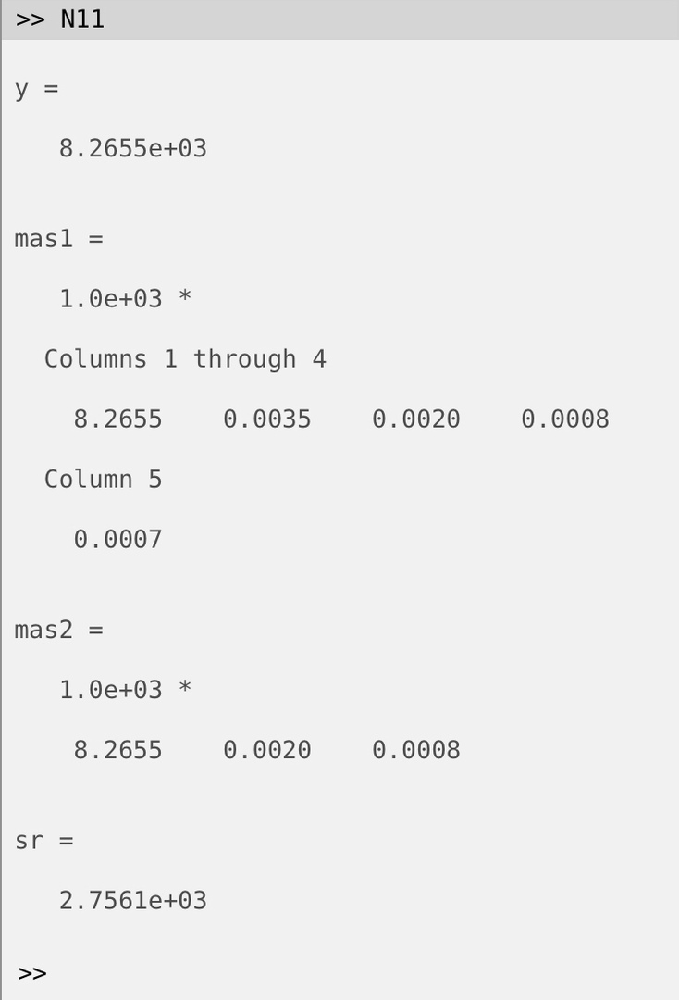 >> N11
y =
8.2655e+03
mas1 =
1.0e+03 *
Columns 1 through 4
8.2655 0.0035 0.0020 0.0008
Column 5
0.0007
mas2 =
1.0e+03 *
8.2655 0.0020 0.0008
sr =
2.7561e+03
>>